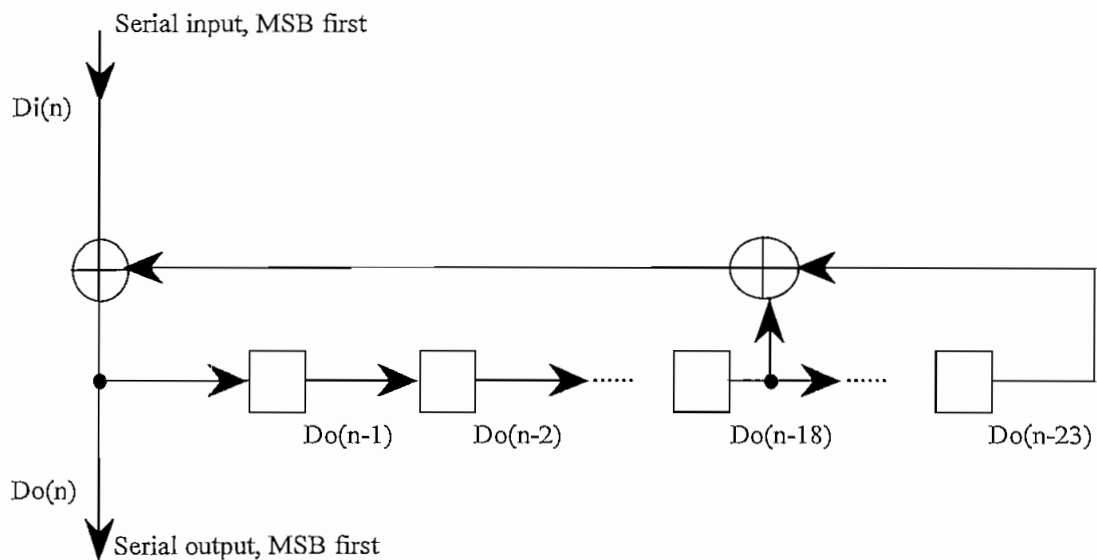 Serial input, MSB first
Di(n)
......
......
Do(n-1)
Do(n-2)
Do(n-18)
Do(n-23)
Do(n)
Serial output, MSB first